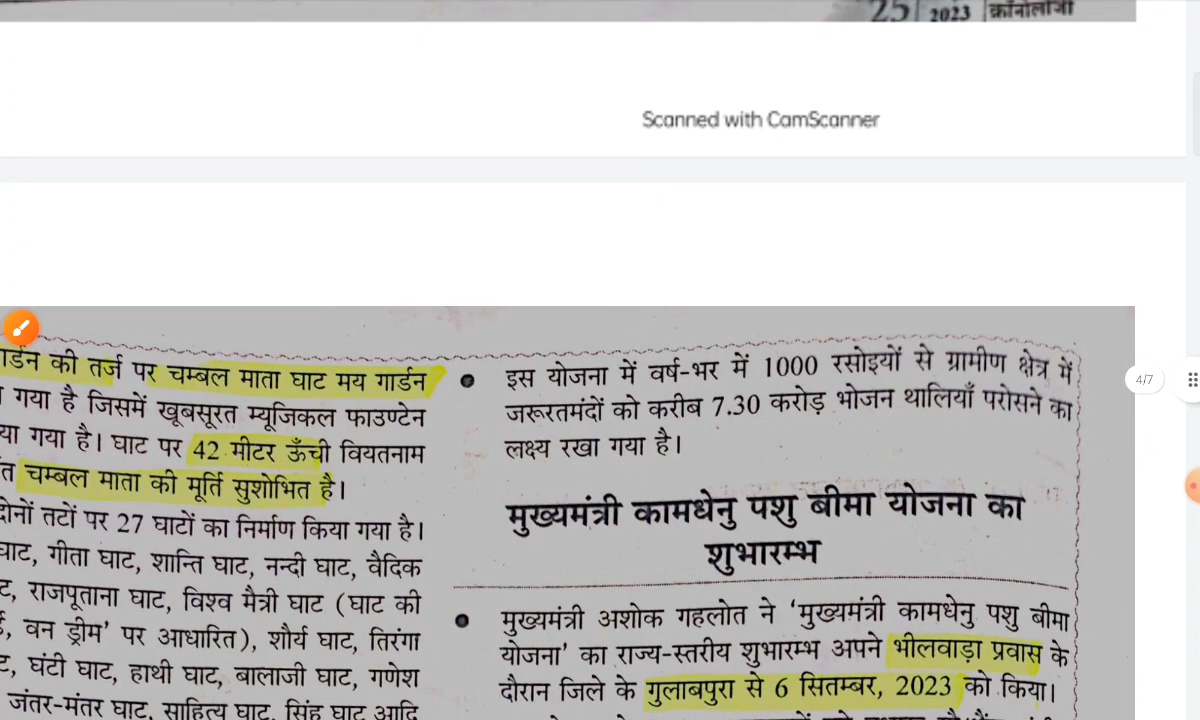 25 2023 क्रॉनोलॉजी
Scanned with CamScanner
4/7
गार्डन की तर्ज पर चम्बल माता घाट मय गार्डन
गया है जिसमें खूबसूरत म्यूजिकल फाउण्टेन
या गया है। घाट पर 42 मीटर ऊँची वियतनाम
त चम्बल माता की मूर्ति सुशोभित है।
दोनों तटों पर 27 घाटों का निर्माण किया गया है।
घाट, गीता घाट, शान्ति घाट, नन्दी घाट, वैदिक
ट, राजपूताना घाट, विश्व मैत्री घाट (घाट की
वन ड्रीम' पर आधारित), शौर्य घाट, तिरंगा
ट, घंटी घाट, हाथी घाट, बालाजी घाट, गणेश
जंतर-मंतर घाट, साहित्य घाट, सिंह घाट आदि
• इस योजना में वर्ष-भर में 1000 रसोइयों से ग्रामीण क्षेत्र में
जरूरतमंदों को करीब 7.30 करोड़ भोजन थालियाँ परोसने का
लक्ष्य रखा गया है।
मुख्यमंत्री कामधेनु पशु बीमा योजना का
शुभारम्भ
• मुख्यमंत्री अशोक गहलोत ने 'मुख्यमंत्री कामधेनु पशु बीमा
योजना' का राज्य-स्तरीय शुभारम्भ अपने भीलवाड़ा प्रवास के
दौरान जिले के गुलाबपुरा से 6 सितम्बर, 2023 को किया।